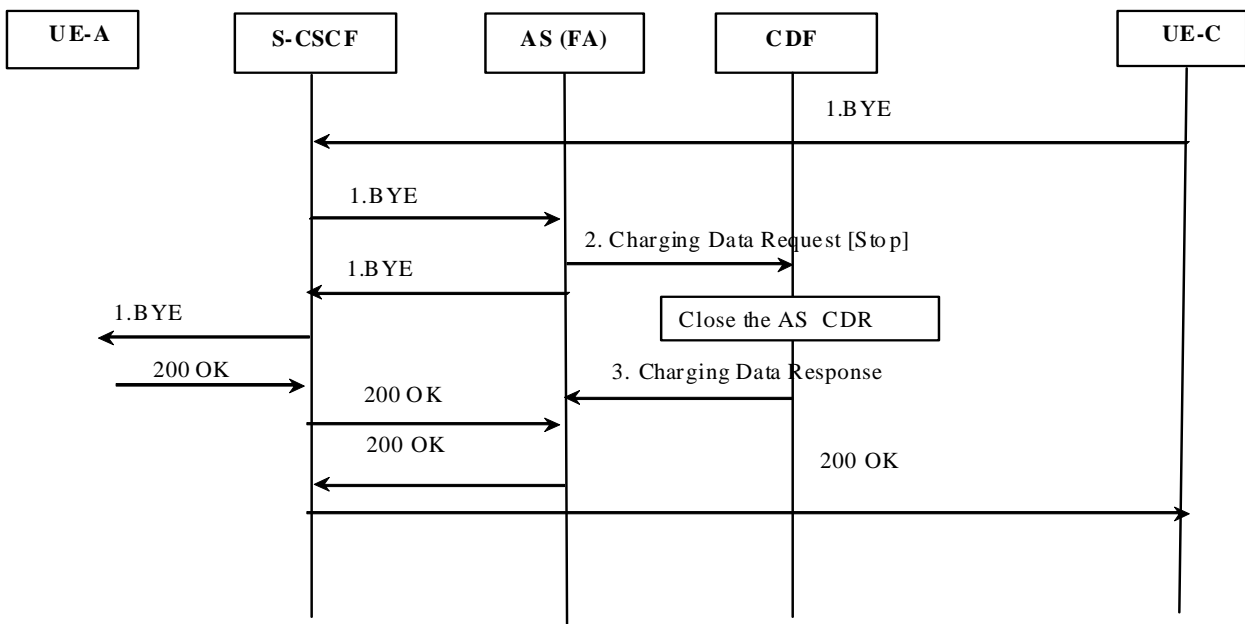 UE-A
S-CSCF
AS (FA)
CDF
UE-C
1.BYE
1.BYE
2. Charging Data Request [Stop]
1.BYE
1.BYE
Close the AS CDR
200 OK
3. Charging Data Response
200 OK
200 OK
200 OK